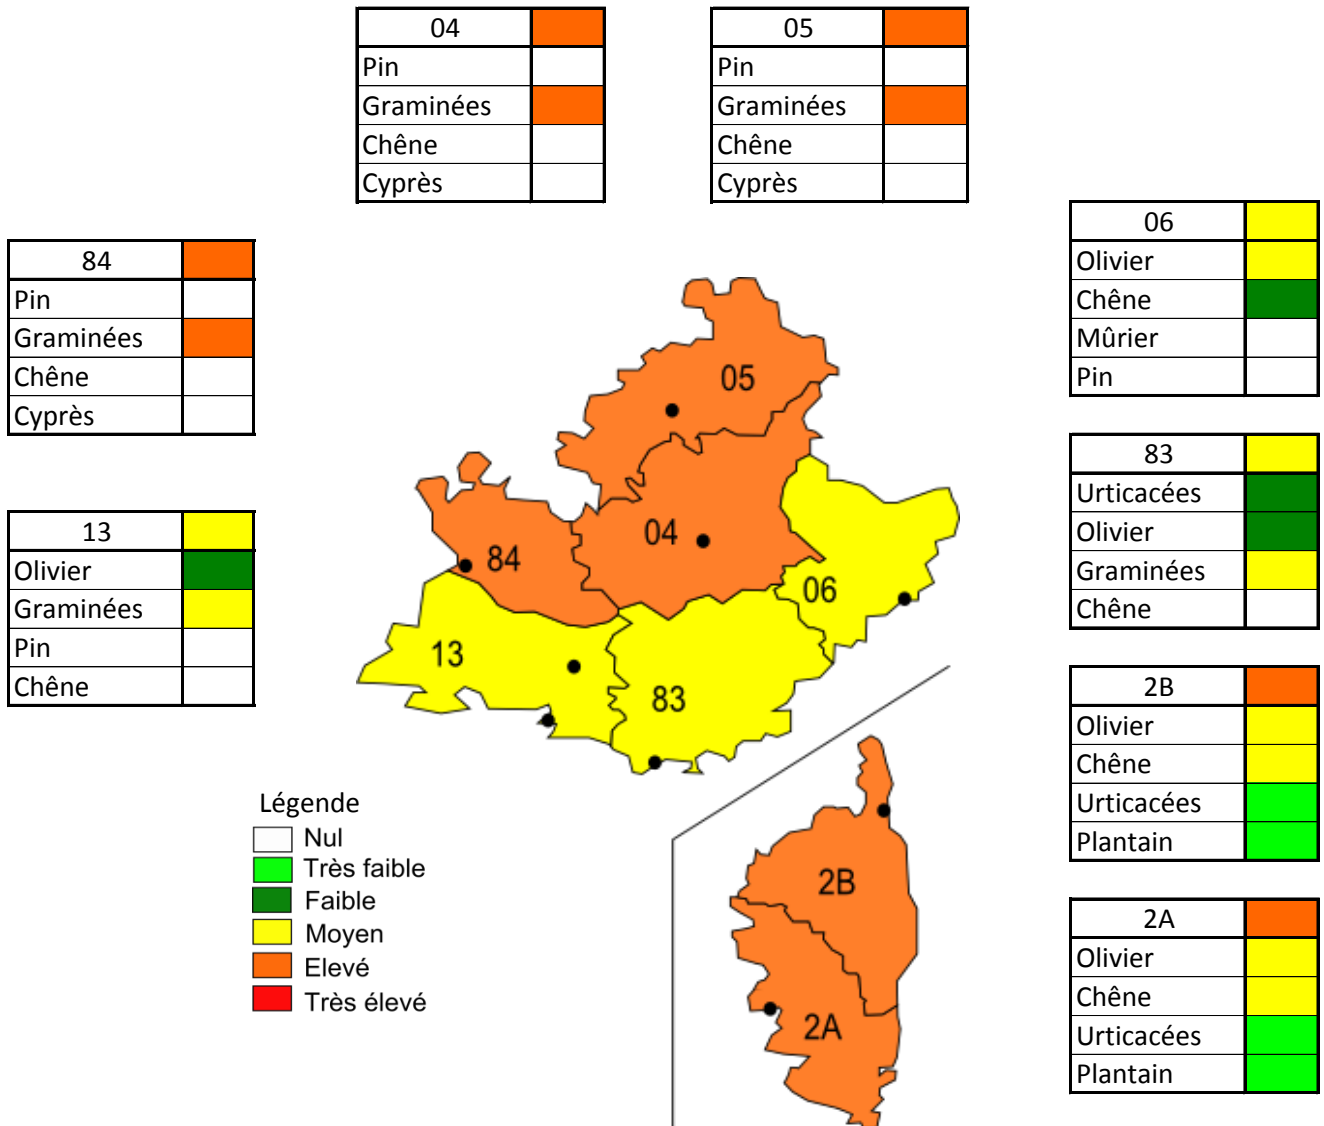 04
Pin
Graminées
Chêne
Cyprès
05
Pin
Graminées
Chêne
Cyprès
84
Pin
Graminées
Chêne
Cyprès
13
Olivier
Graminées
Pin
Chêne
06
Olivier
Chêne
Mûrier
Pin
83
Urticacées
Olivier
Graminées
Chêne
2B
Olivier
Chêne
Urticacées
Plantain
2A
Olivier
Chêne
Urticacées
Plantain
05
04
84
06
13
83
2B
2A
Légende
Nul
Très faible
Faible
Moyen
Elevé
Très élevé